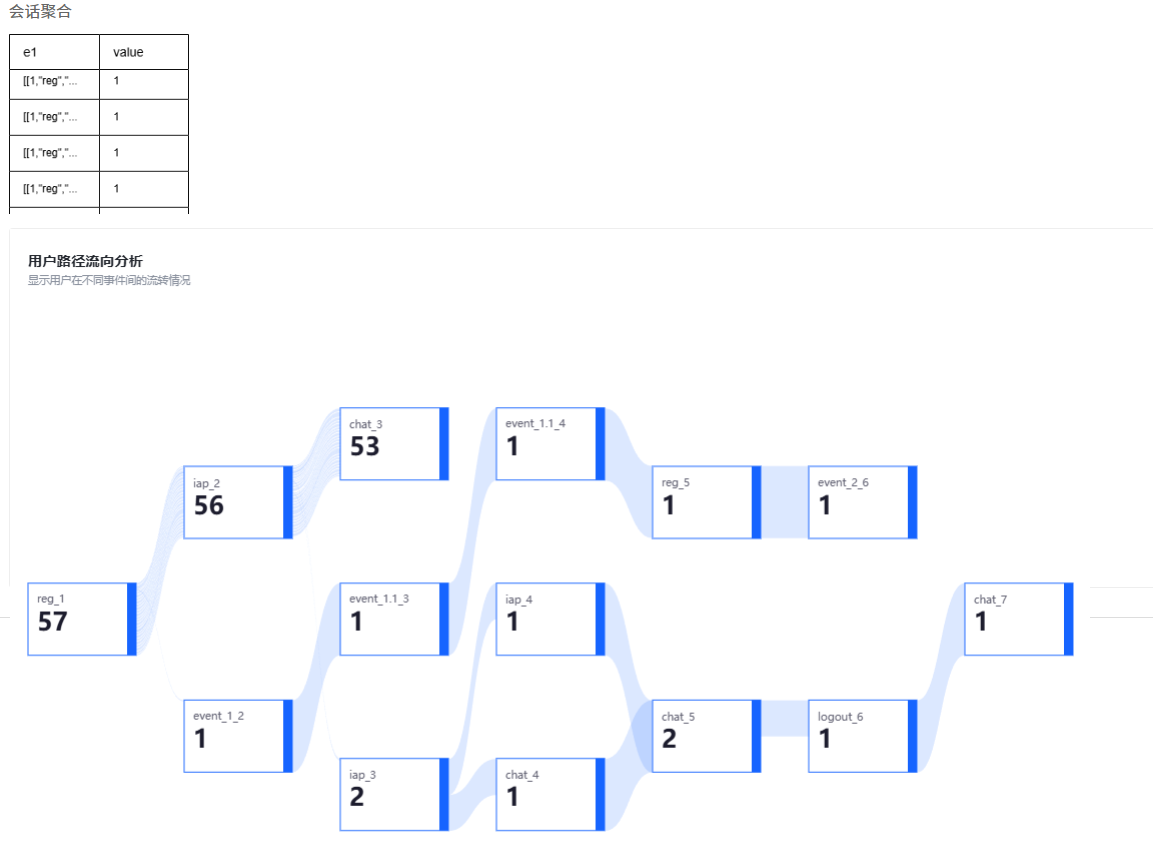 会话聚合
e1 value
[[1,"reg","... 1
[[1,"reg","... 1
[[1,"reg","... 1
[[1,"reg","... 1
用户路径流向分析
显示用户在不同事件间的流转情况
reg_1
57
iap_2
56
event_1_2
1
chat_3
53
event_1.1_3
1
iap_3
2
event_1.1_4
1
iap_4
1
chat_4
1
reg_5
1
chat_5
2
event_2_6
1
logout_6
1
chat_7
1